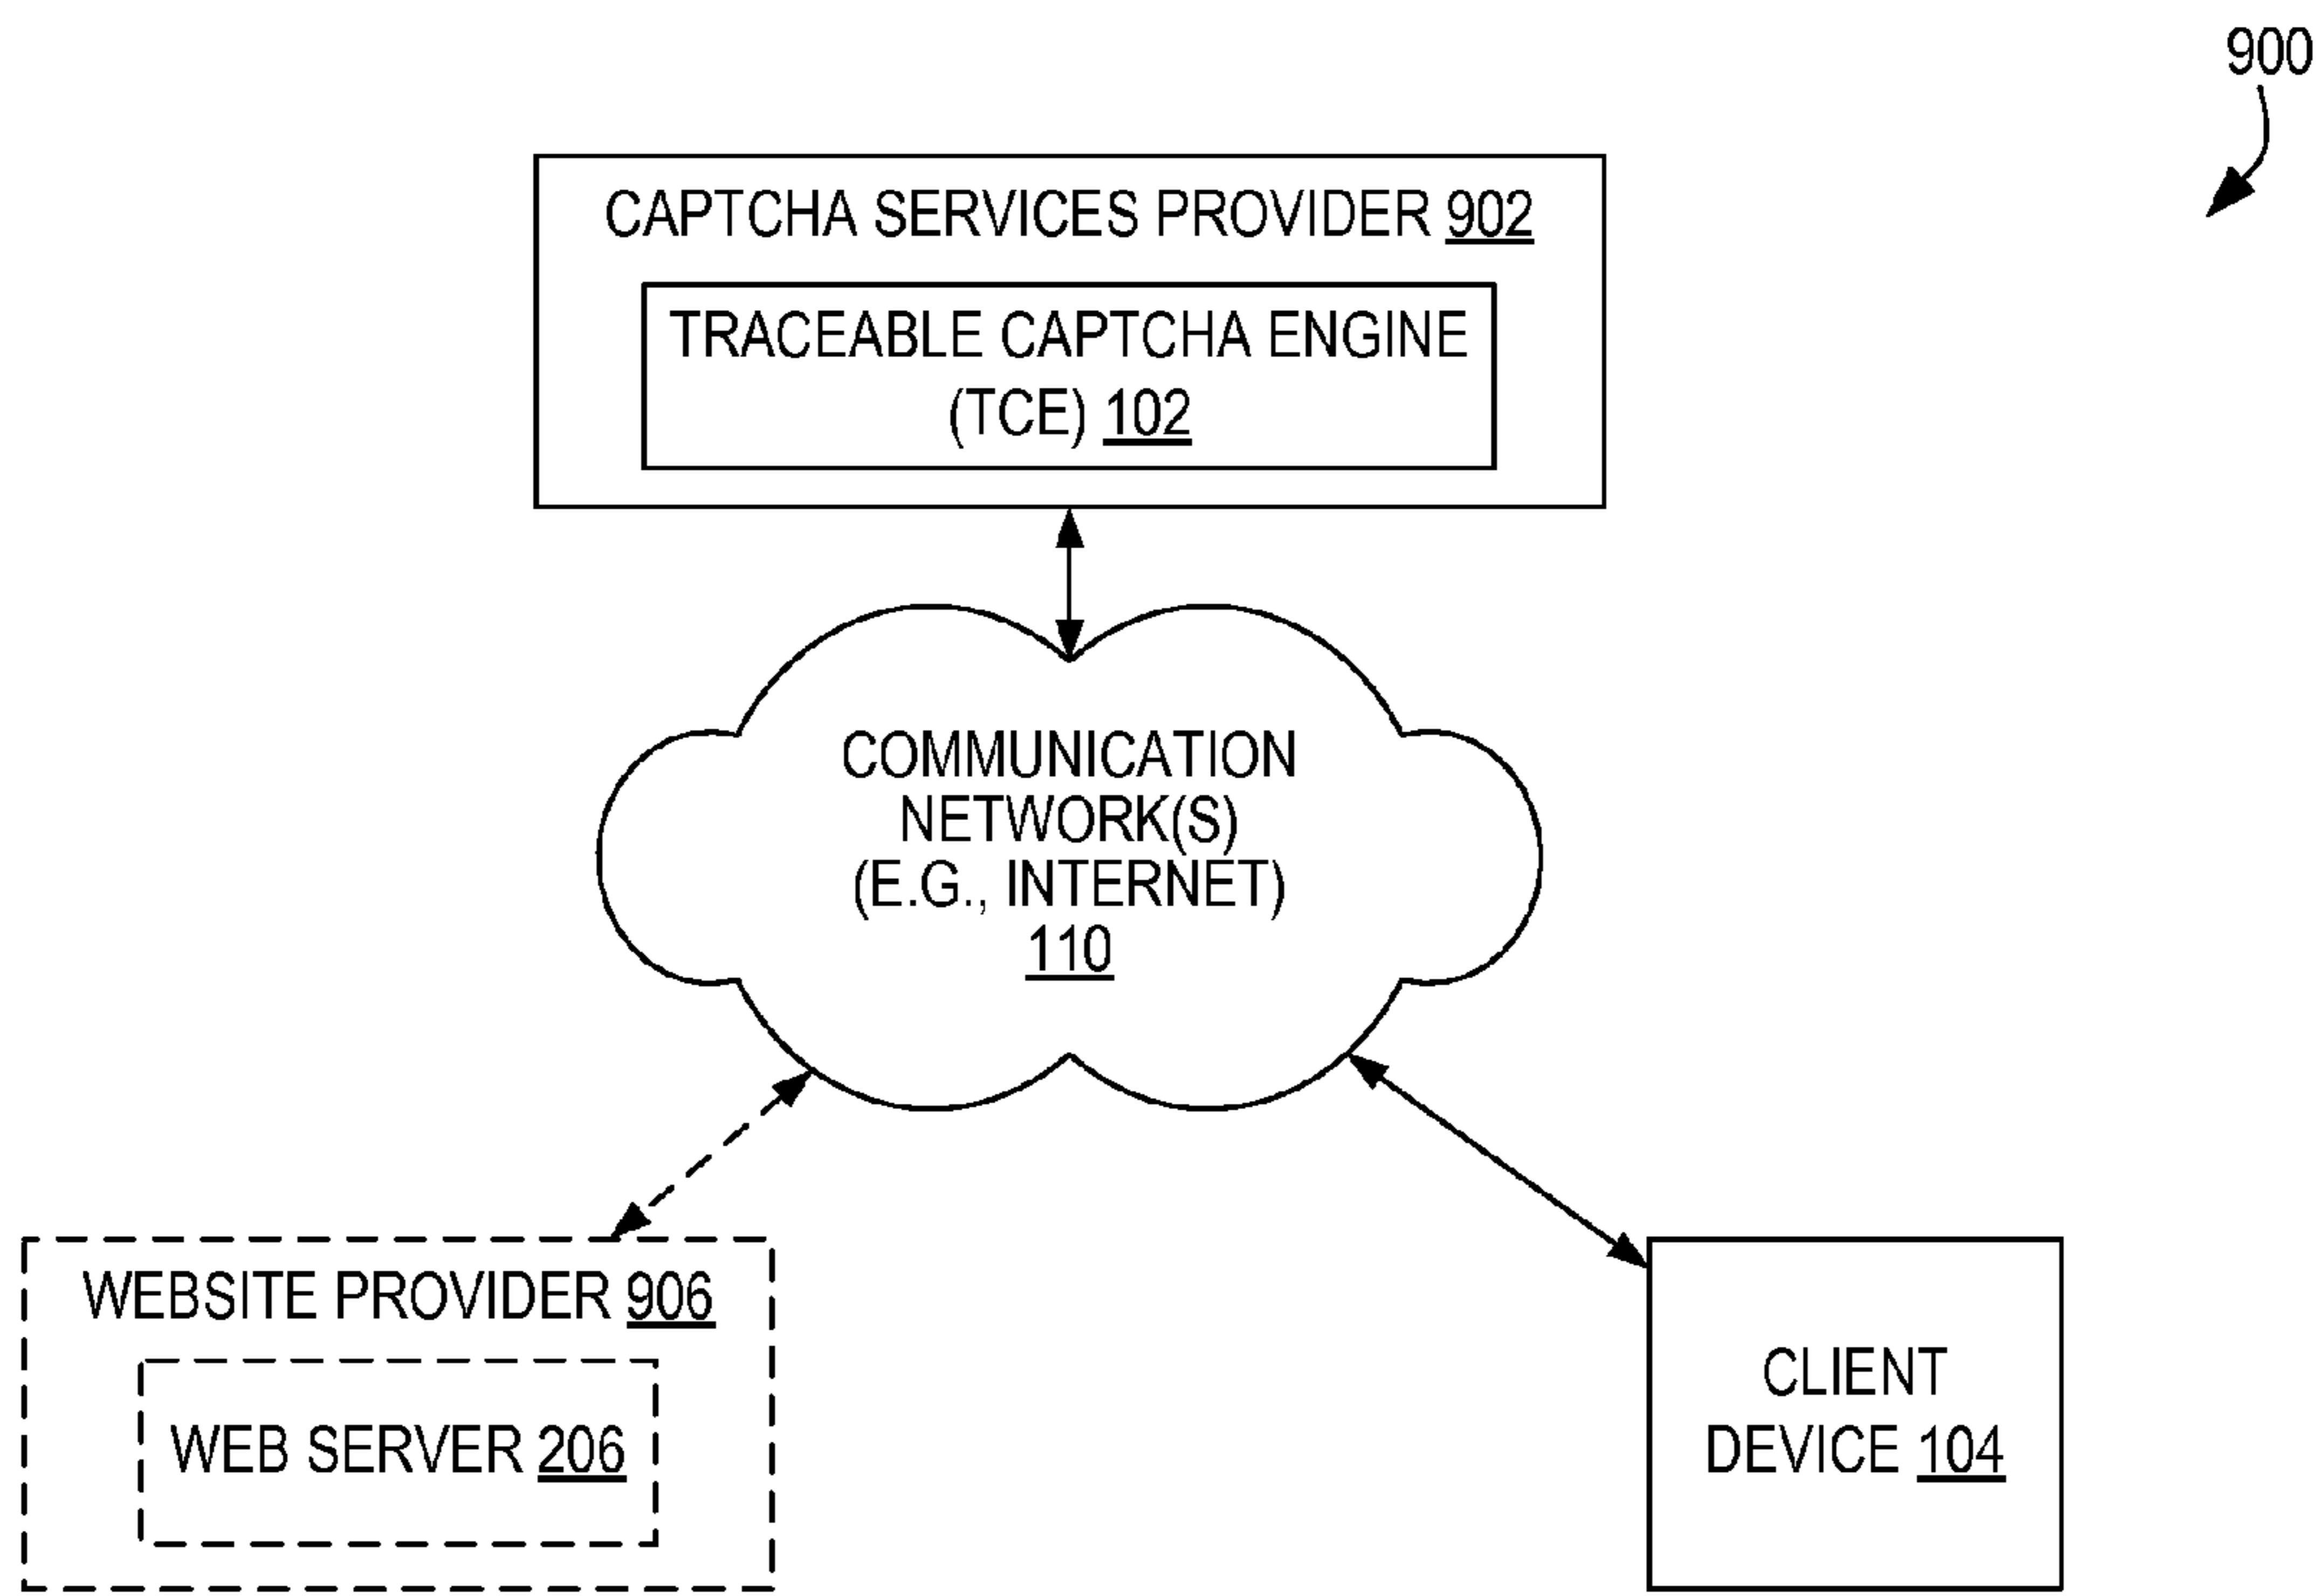 900
CAPTCHA SERVICES PROVIDER 902
TRACEABLE CAPTCHA ENGINE
(TCE) 102
COMMUNICATION
NETWORK(S)
(E.G., INTERNET)
110
WEBSITE PROVIDER 906
WEB SERVER 206
CLIENT
DEVICE 104